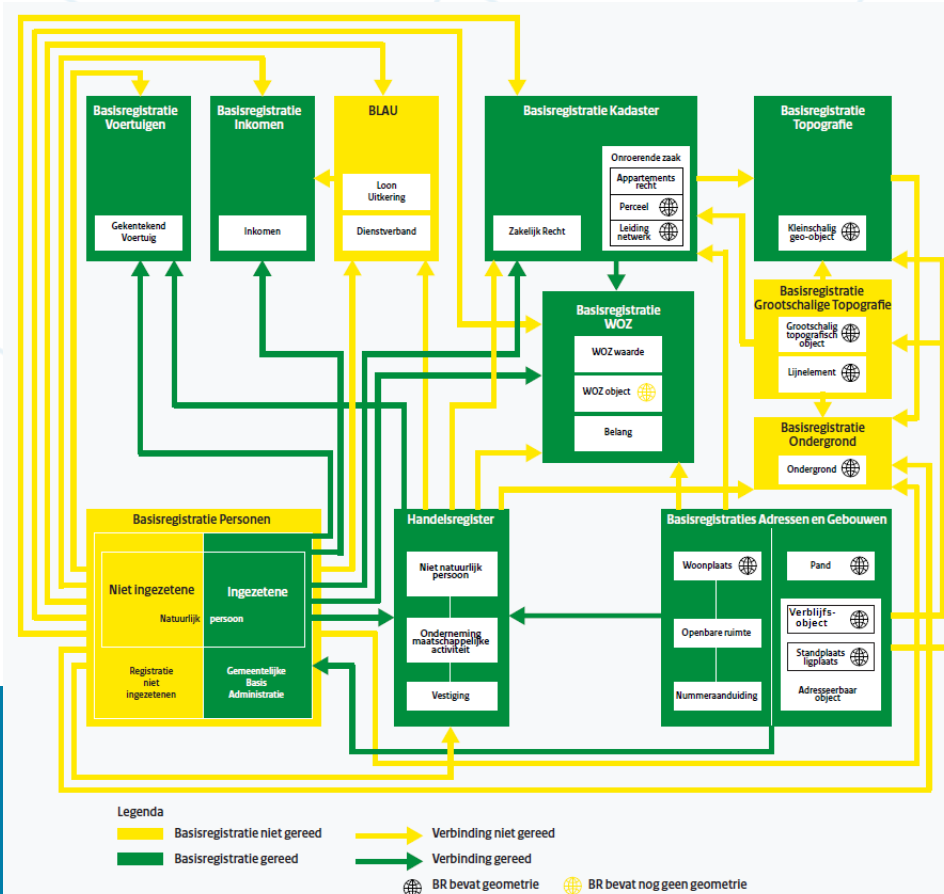 Basisregistratie
Voertuigen
Gekentekend
Voertuig
Basisregistratie
Inkomen
Inkomen
BLAU
Loon
Uitkering
Dienstverband
Basisregistratie Kadaster
Zakelijk Recht
Onroerende zaak
Appartements
recht
Perceel
Leiding
netwerk
Basisregistratie
Topografie
Kleinschalig
geo-object
Basisregistratie
WOZ
WOZ waarde
WOZ object
Belang
Basisregistratie
Grootschalige Topografie
Grootschalig
topografisch
object
Lijnelement
Basisregistratie
Ondergrond
Ondergrond
Basisregistratie Personen
Niet ingezetene
Ingezetene
Natuurlijk persoon
Registratie
niet
ingezetenen
Gemeentelijke
Basis
Administratie
Handelsregister
Niet natuurlijk
persoon
Onderneming
maatschappelijke
activiteit
Vestiging
Basisregistraties Adressen en Gebouwen
Woonplaats
Openbare ruimte
Nummeraanduiding
Pand
Verblijfs-
object
Standplaats
ligplaats
Adresseerbaar
object
Legenda
Basisregistratie niet gereed
Verbinding niet gereed
Basisregistratie gereed
Verbinding gereed
BR bevat geometrie
BR bevat nog geen geometrie